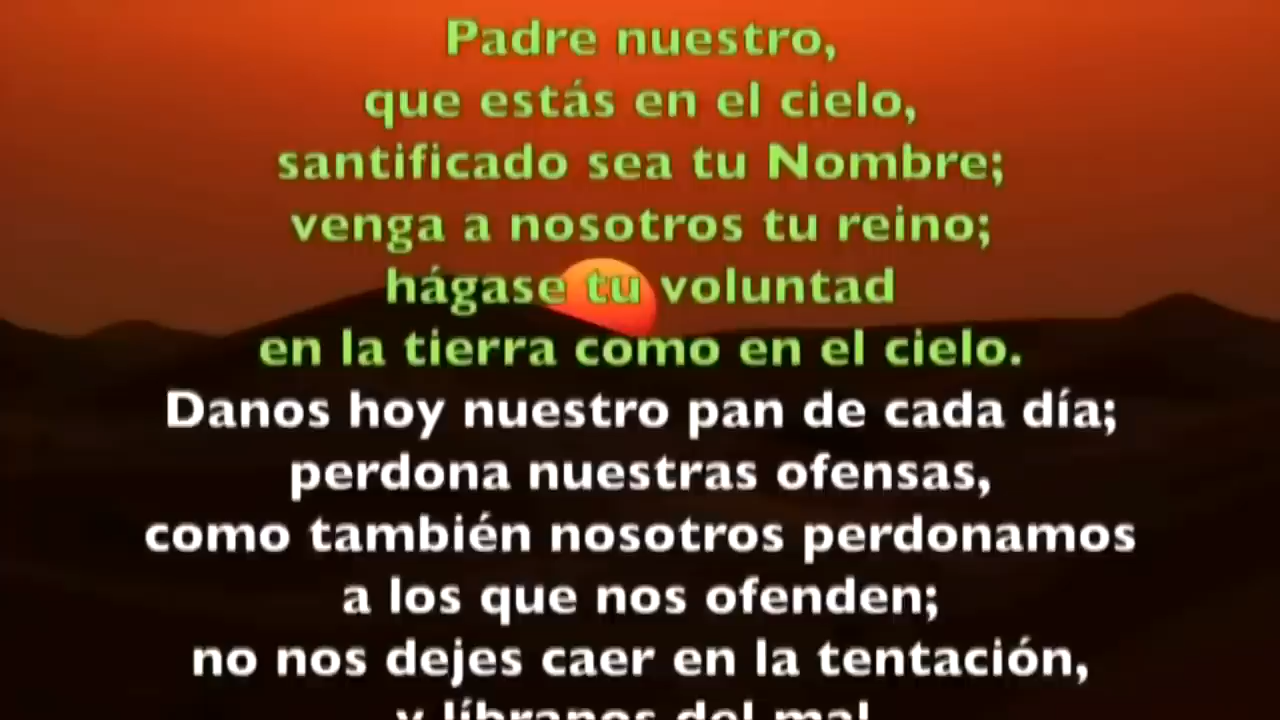 Padre nuestro,
que estás en el cielo,
santificado sea tu Nombre;
venga a nosotros tu reino;
hágase tu voluntad
en la tierra como en el cielo.
Danos hoy nuestro pan de cada día;
perdona nuestras ofensas,
como también nosotros perdonamos
a los que nos ofenden;
no nos dejes caer en la tentación,
y líbranos del mal